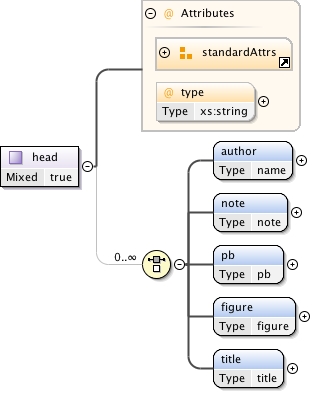 @ Attributes
standardAttrs
@ type
Type xs:string
head
Mixed true
0..∞
author
Type name
note
Type note
pb
Type pb
figure
Type figure
title
Type title